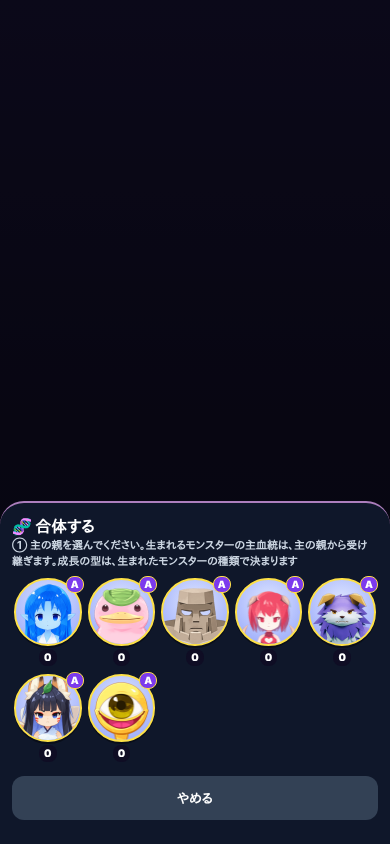 合体する
① 主の親を選んでください。生まれるモンスターの主血統は、主の親から受け
継ぎます。成長の型は、生まれたモンスターの種類で決まります
A A A A A
0 0 0 0 0
A A
0 0
やめる